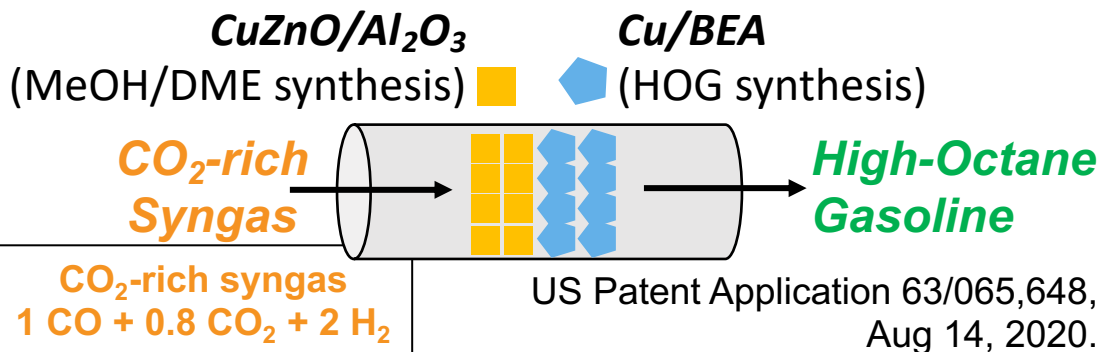 CuZnO/Al₂O₃
(MeOH/DME synthesis)
Cu/BEA
(HOG synthesis)
CO₂-rich
Syngas
High-Octane
Gasoline
CO₂-rich syngas
1 CO + 0.8 CO₂ + 2 H₂
US Patent Application 63/065,648,
Aug 14, 2020.